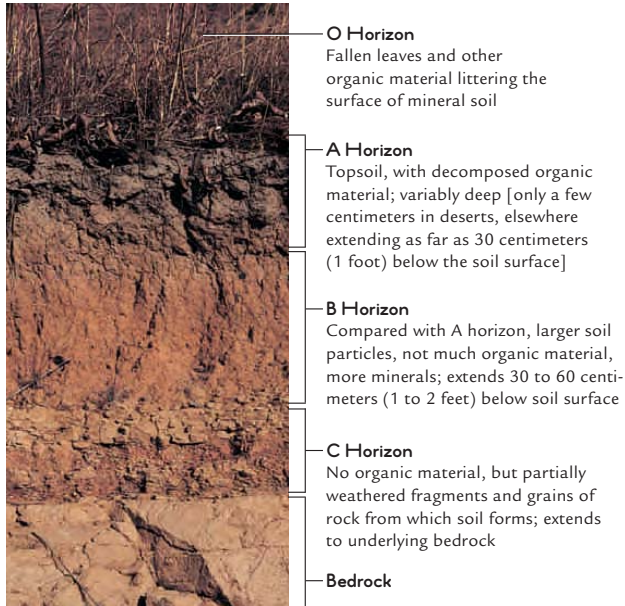 O Horizon
Fallen leaves and other
organic material littering the
surface of mineral soil
A Horizon
Topsoil, with decomposed organic
material; variably deep [only a few
centimeters in deserts, elsewhere
extending as far as 30 centimeters
(1 foot) below the soil surface]
B Horizon
Compared with A horizon, larger soil
particles, not much organic material,
more minerals; extends 30 to 60 centi-
meters (1 to 2 feet) below soil surface
C Horizon
No organic material, but partially
weathered fragments and grains of
rock from which soil forms; extends
to underlying bedrock
Bedrock